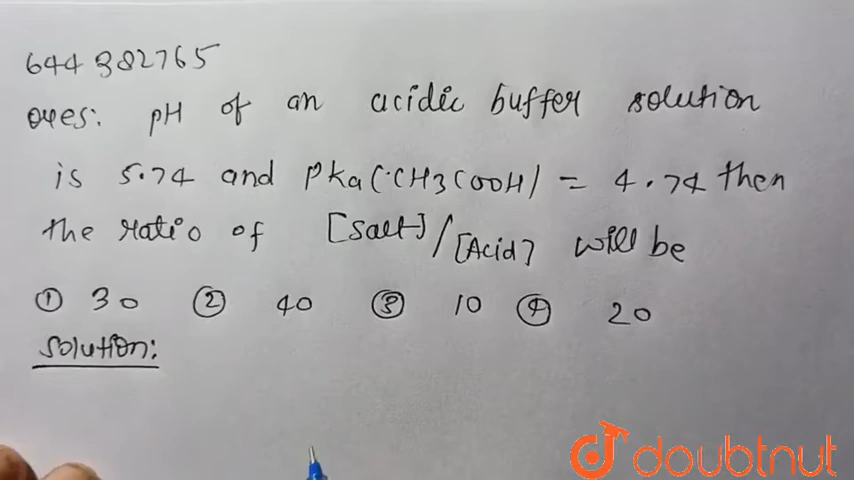 644382765
Ques: pH of an acidic buffer solution
is 5.74 and pka(CH3COOH) = 4.74 then
the ratio of [Salt]/[Acid] will be
① 30 ② 40 ③ 10 ④ 20
Solution:
doubtnut